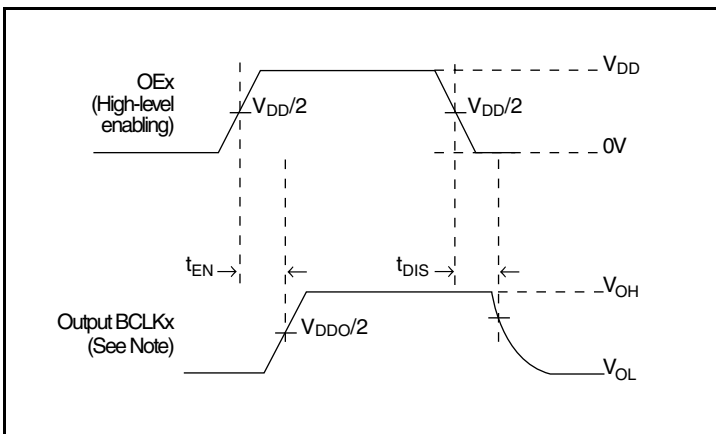 V_DD
OEx
(High-level
enabling)
V_DD/2
V_DD/2
0V
t_EN
t_DIS
V_OH
Output BCLKx
(See Note)
V_DDO/2
V_OL